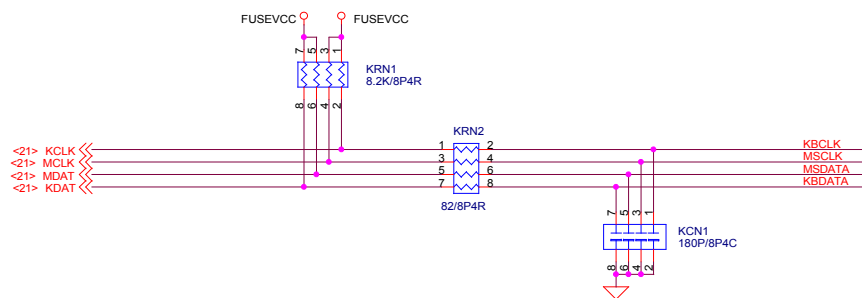 FUSEVCC FUSEVCC
7 5 3 1
KRN1
8.2K/8P4R
8 6 4 2
KRN2
<21> KCLK 1 2 KBCLK
<21> MCLK 3 4 MSCLK
<21> MDAT 5 6 MSDATA
<21> KDAT 7 8 KBDATA
82/8P4R
7 5 3 1
KCN1
180P/8P4C
8 6 4 2